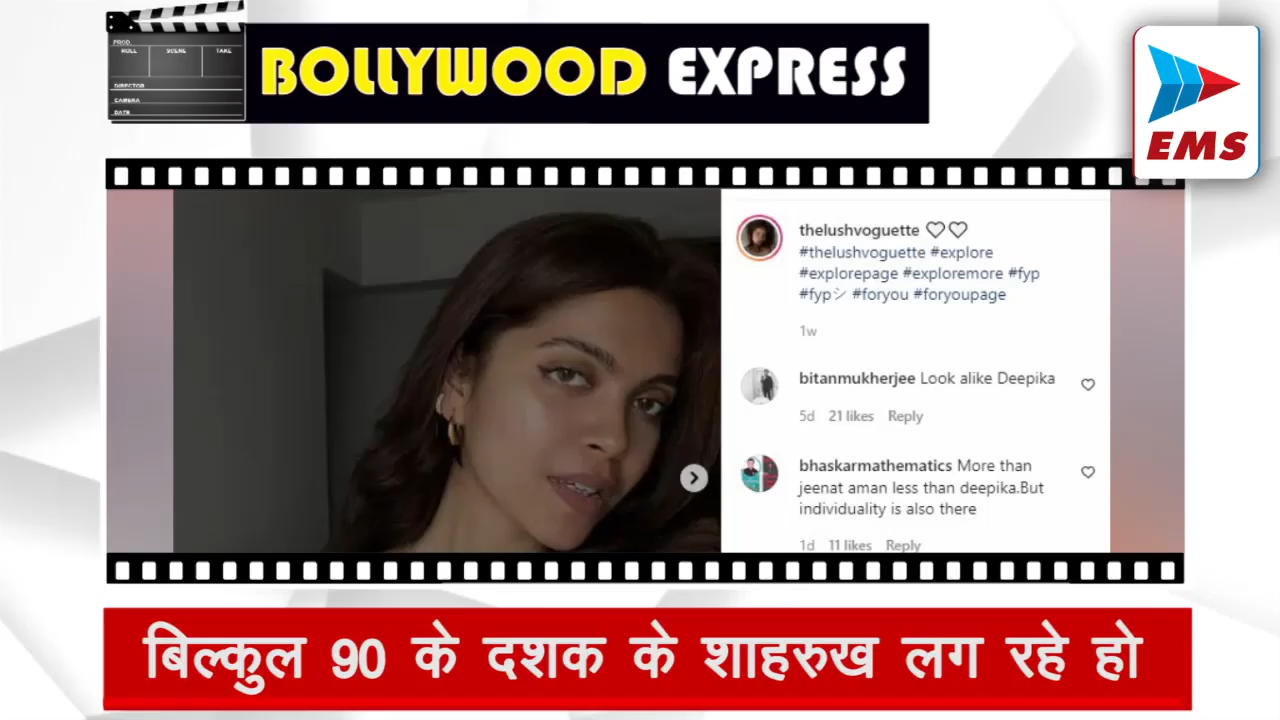 PROD.
ROLL SCENE TAKE
DIRECTOR
CAMERA
DATE
BOLLYWOOD EXPRESS
EMS
thelushvoguette ♡♡
#thelushvoguette #explore
#explorepage #exploremore #fyp
#fypシ #foryou #foryoupage
1w
bitanmukherjee Look alike Deepika
5d 21 likes Reply
bhaskarmathematics More than
jeenat aman less than deepika.But
individuality is also there
1d 11 likes Reply
बिल्कुल 90 के दशक के शाहरुख लग रहे हो